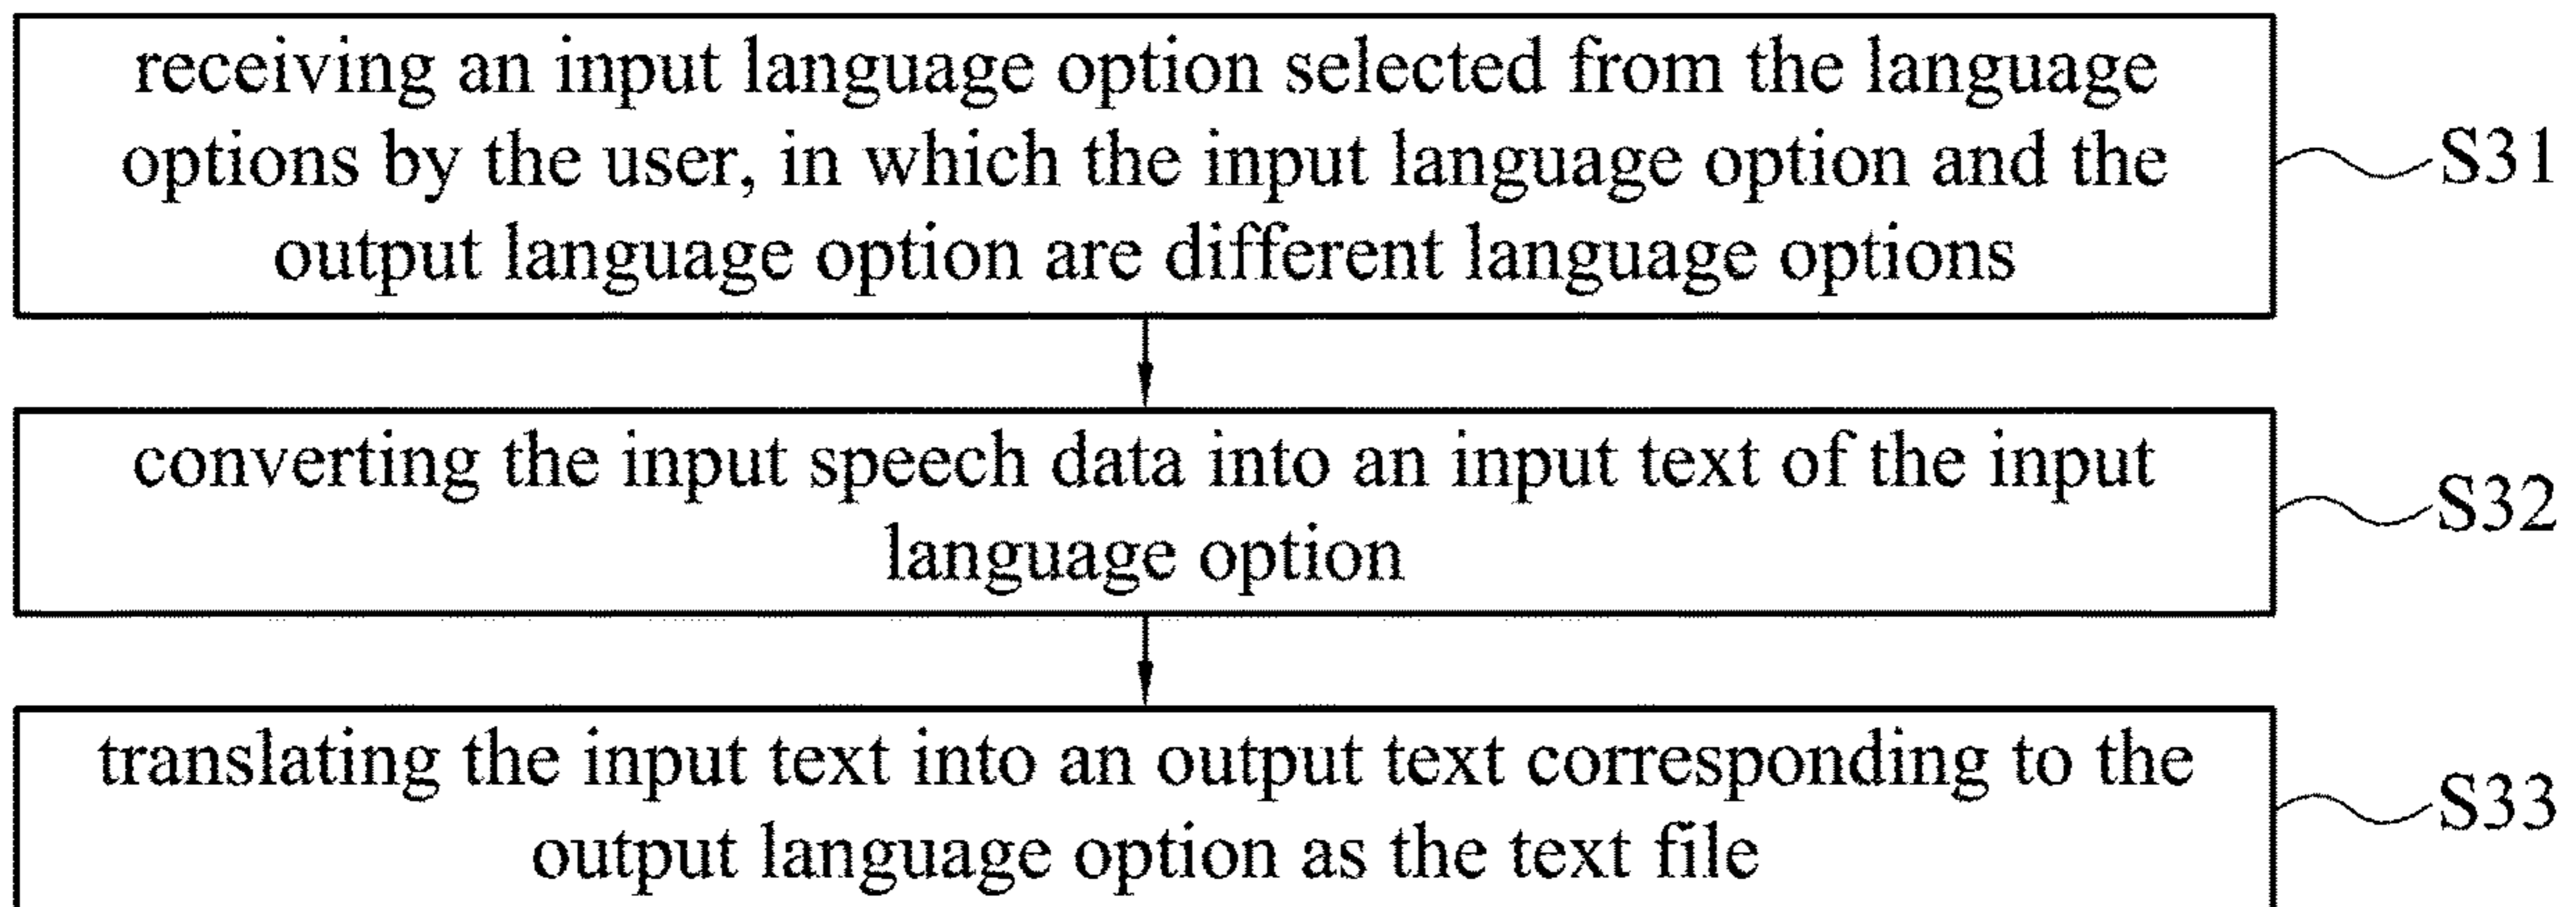 receiving an input language option selected from the language
options by the user, in which the input language option and the
output language option are different language options
S31
converting the input speech data into an input text of the input
language option
S32
translating the input text into an output text corresponding to the
output language option as the text file
S33